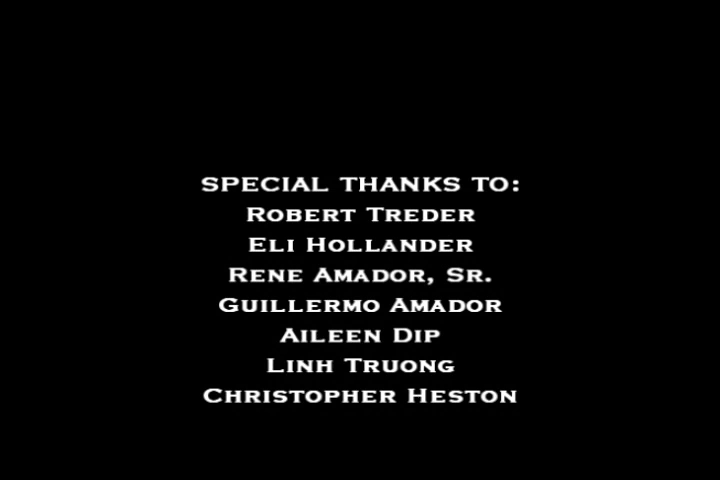 SPECIAL THANKS TO:
Robert Treder
Eli Hollander
Rene Amador, Sr.
Guillermo Amador
Aileen Dip
Linh Truong
Christopher Heston